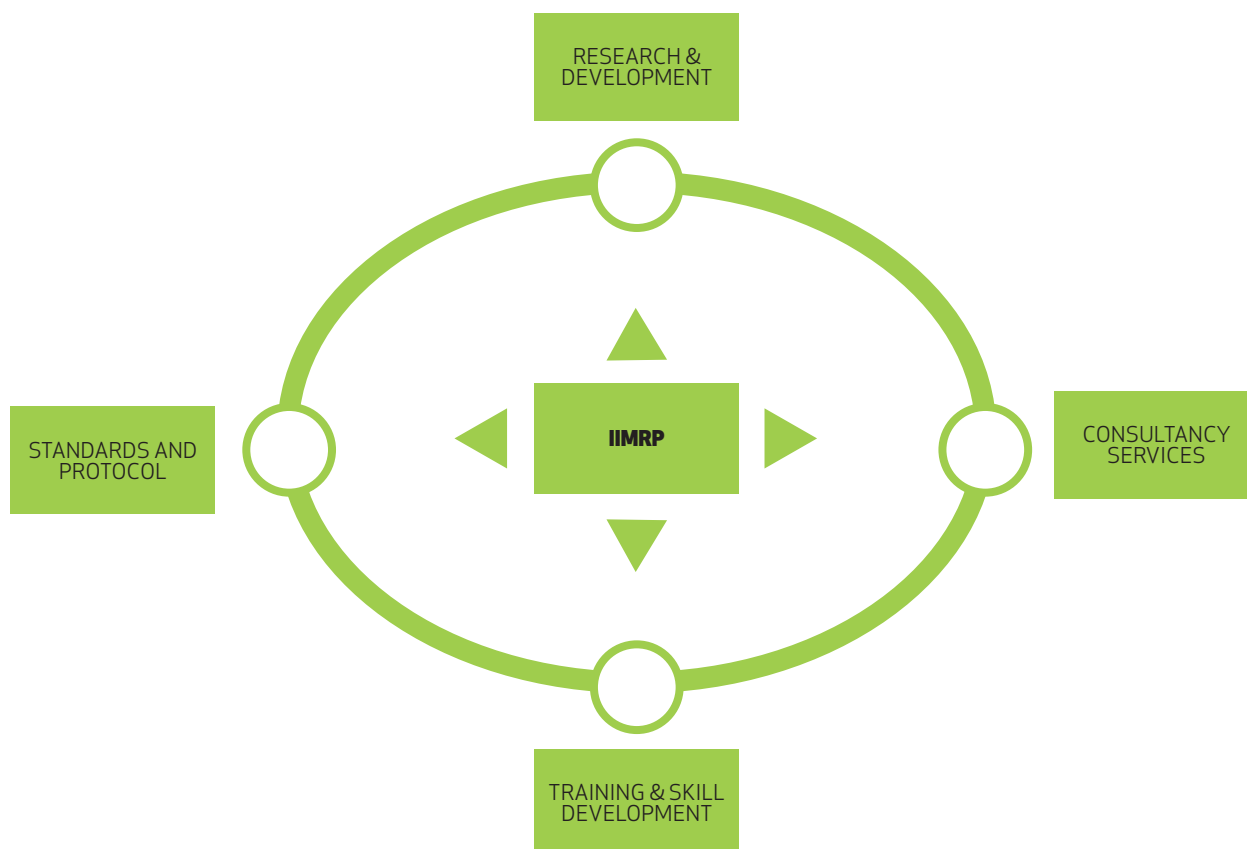 RESEARCH &
DEVELOPMENT
STANDARDS AND
PROTOCOL
IIMRP
CONSULTANCY
SERVICES
TRAINING & SKILL
DEVELOPMENT